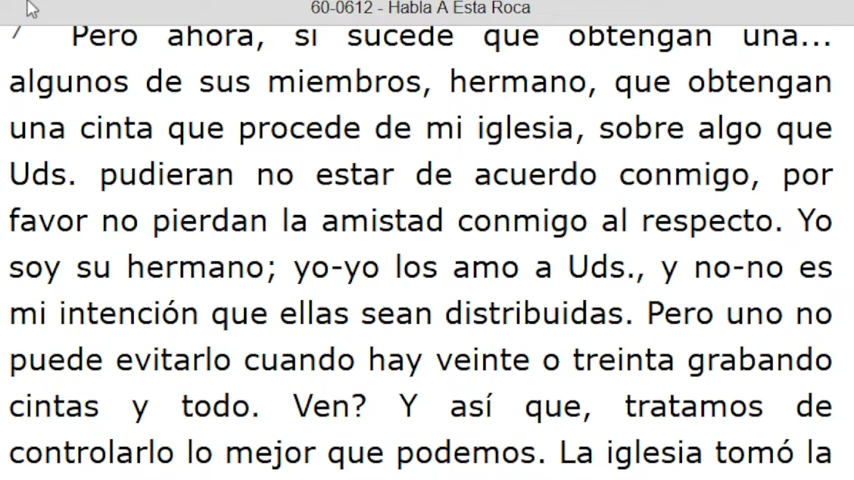 60-0612 - Habla A Esta Roca
7 Pero ahora, si sucede que obtengan una...
algunos de sus miembros, hermano, que obtengan
una cinta que procede de mi iglesia, sobre algo que
Uds. pudieran no estar de acuerdo conmigo, por
favor no pierdan la amistad conmigo al respecto. Yo
soy su hermano; yo-yo los amo a Uds., y no-no es
mi intención que ellas sean distribuidas. Pero uno no
puede evitarlo cuando hay veinte o treinta grabando
cintas y todo. Ven? Y así que, tratamos de
controlarlo lo mejor que podemos. La iglesia tomó la